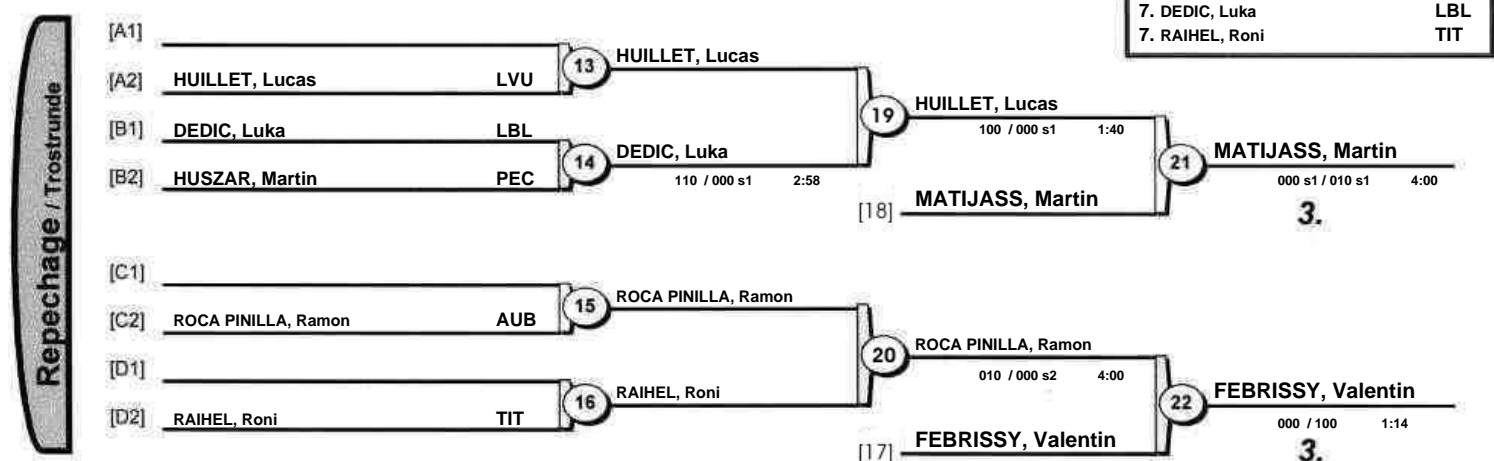 7. DEDIC, Luka LBL
7. RAIHEL, Roni TIT
Repechage / Trostrunde
[A1]
[A2] HUILLET, Lucas LVU
13 HUILLET, Lucas
[B1] DEDIC, Luka LBL
[B2] HUSZAR, Martin PEC
14 DEDIC, Luka
110 / 000 s1 2:58
19 HUILLET, Lucas
100 / 000 s1 1:40
[18] MATIJASS, Martin
21 MATIJASS, Martin
000 s1 / 010 s1 4:00
3.
[C1]
[C2] ROCA PINILLA, Ramon AUB
15 ROCA PINILLA, Ramon
[D1]
[D2] RAIHEL, Roni TIT
16 RAIHEL, Roni
20 ROCA PINILLA, Ramon
010 / 000 s2 4:00
[17] FEBRISSY, Valentin
22 FEBRISSY, Valentin
000 / 100 1:14
3.